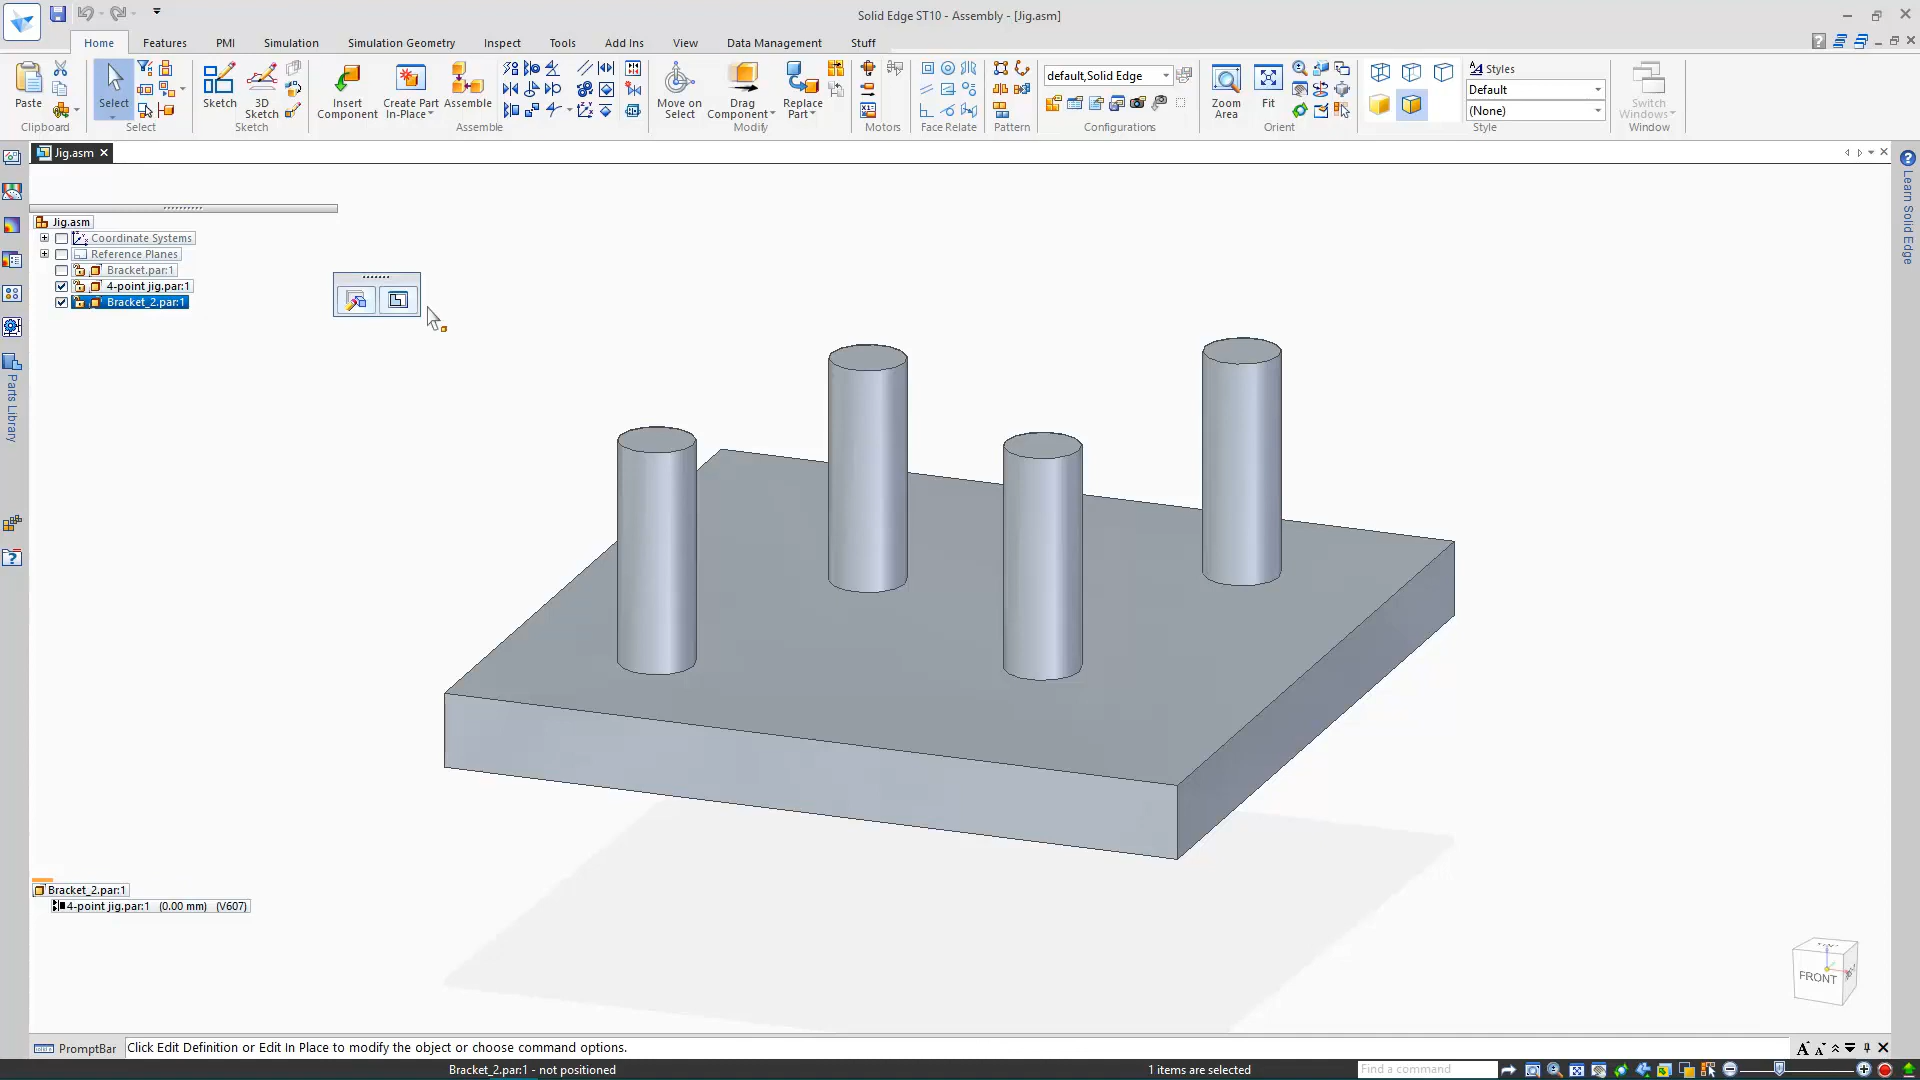 Solid Edge ST10 - Assembly - [Jig.asm]
Home
Features
PMI
Simulation
Simulation Geometry
Inspect
Tools
Add Ins
View
Data Management
Stuff
Paste
Clipboard
Select
Select
Sketch
3D Sketch
Sketch
Insert Component
Create Part In-Place
Assemble
Assemble
Move on Select
Drag Component
Replace Part
Modify
Motors
Face Relate
Pattern
default,Solid Edge
Configurations
Zoom Area
Fit
Orient
Styles
Default
(None)
Style
Switch Windows
Window
Jig.asm
Learn Solid Edge
Parts Library
Jig.asm
Coordinate Systems
Reference Planes
Bracket.par:1
4-point jig.par:1
Bracket_2.par:1
Bracket_2.par:1
4-point jig.par:1 (0.00 mm) (V607)
FRONT
PromptBar
Click Edit Definition or Edit In Place to modify the object or choose command options.
Bracket_2.par:1 - not positioned
1 items are selected
Find a command